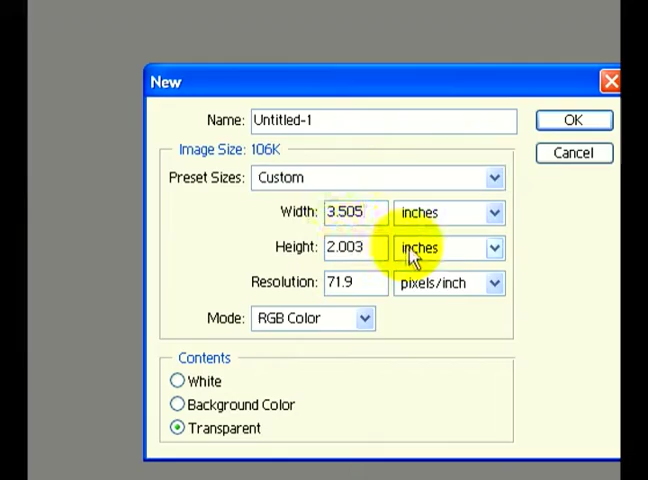 New
Name: Untitled-1
OK
Image Size: 106K
Cancel
Preset Sizes: Custom
Width: 3.505 inches
Height: 2.003 inches
Resolution: 71.9 pixels/inch
Mode: RGB Color
Contents
White
Background Color
Transparent